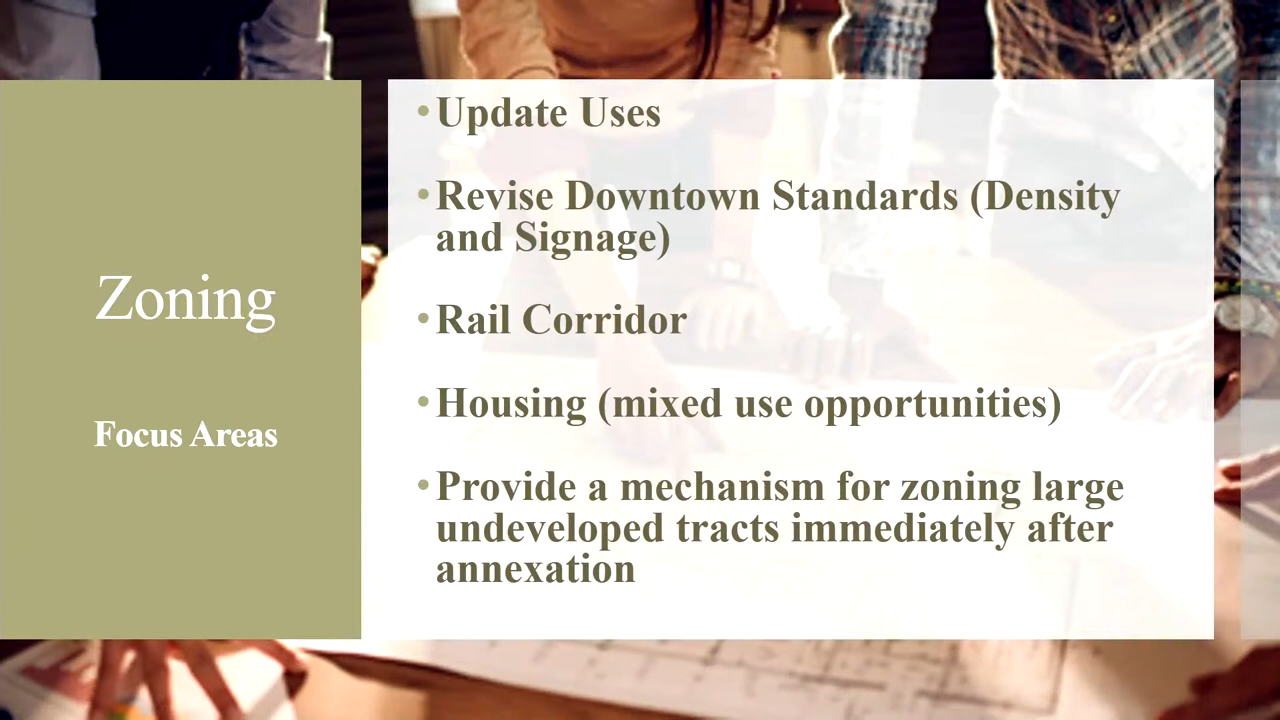 Zoning
Focus Areas
•Update Uses
•Revise Downtown Standards (Density
and Signage)
•Rail Corridor
•Housing (mixed use opportunities)
•Provide a mechanism for zoning large
undeveloped tracts immediately after
annexation